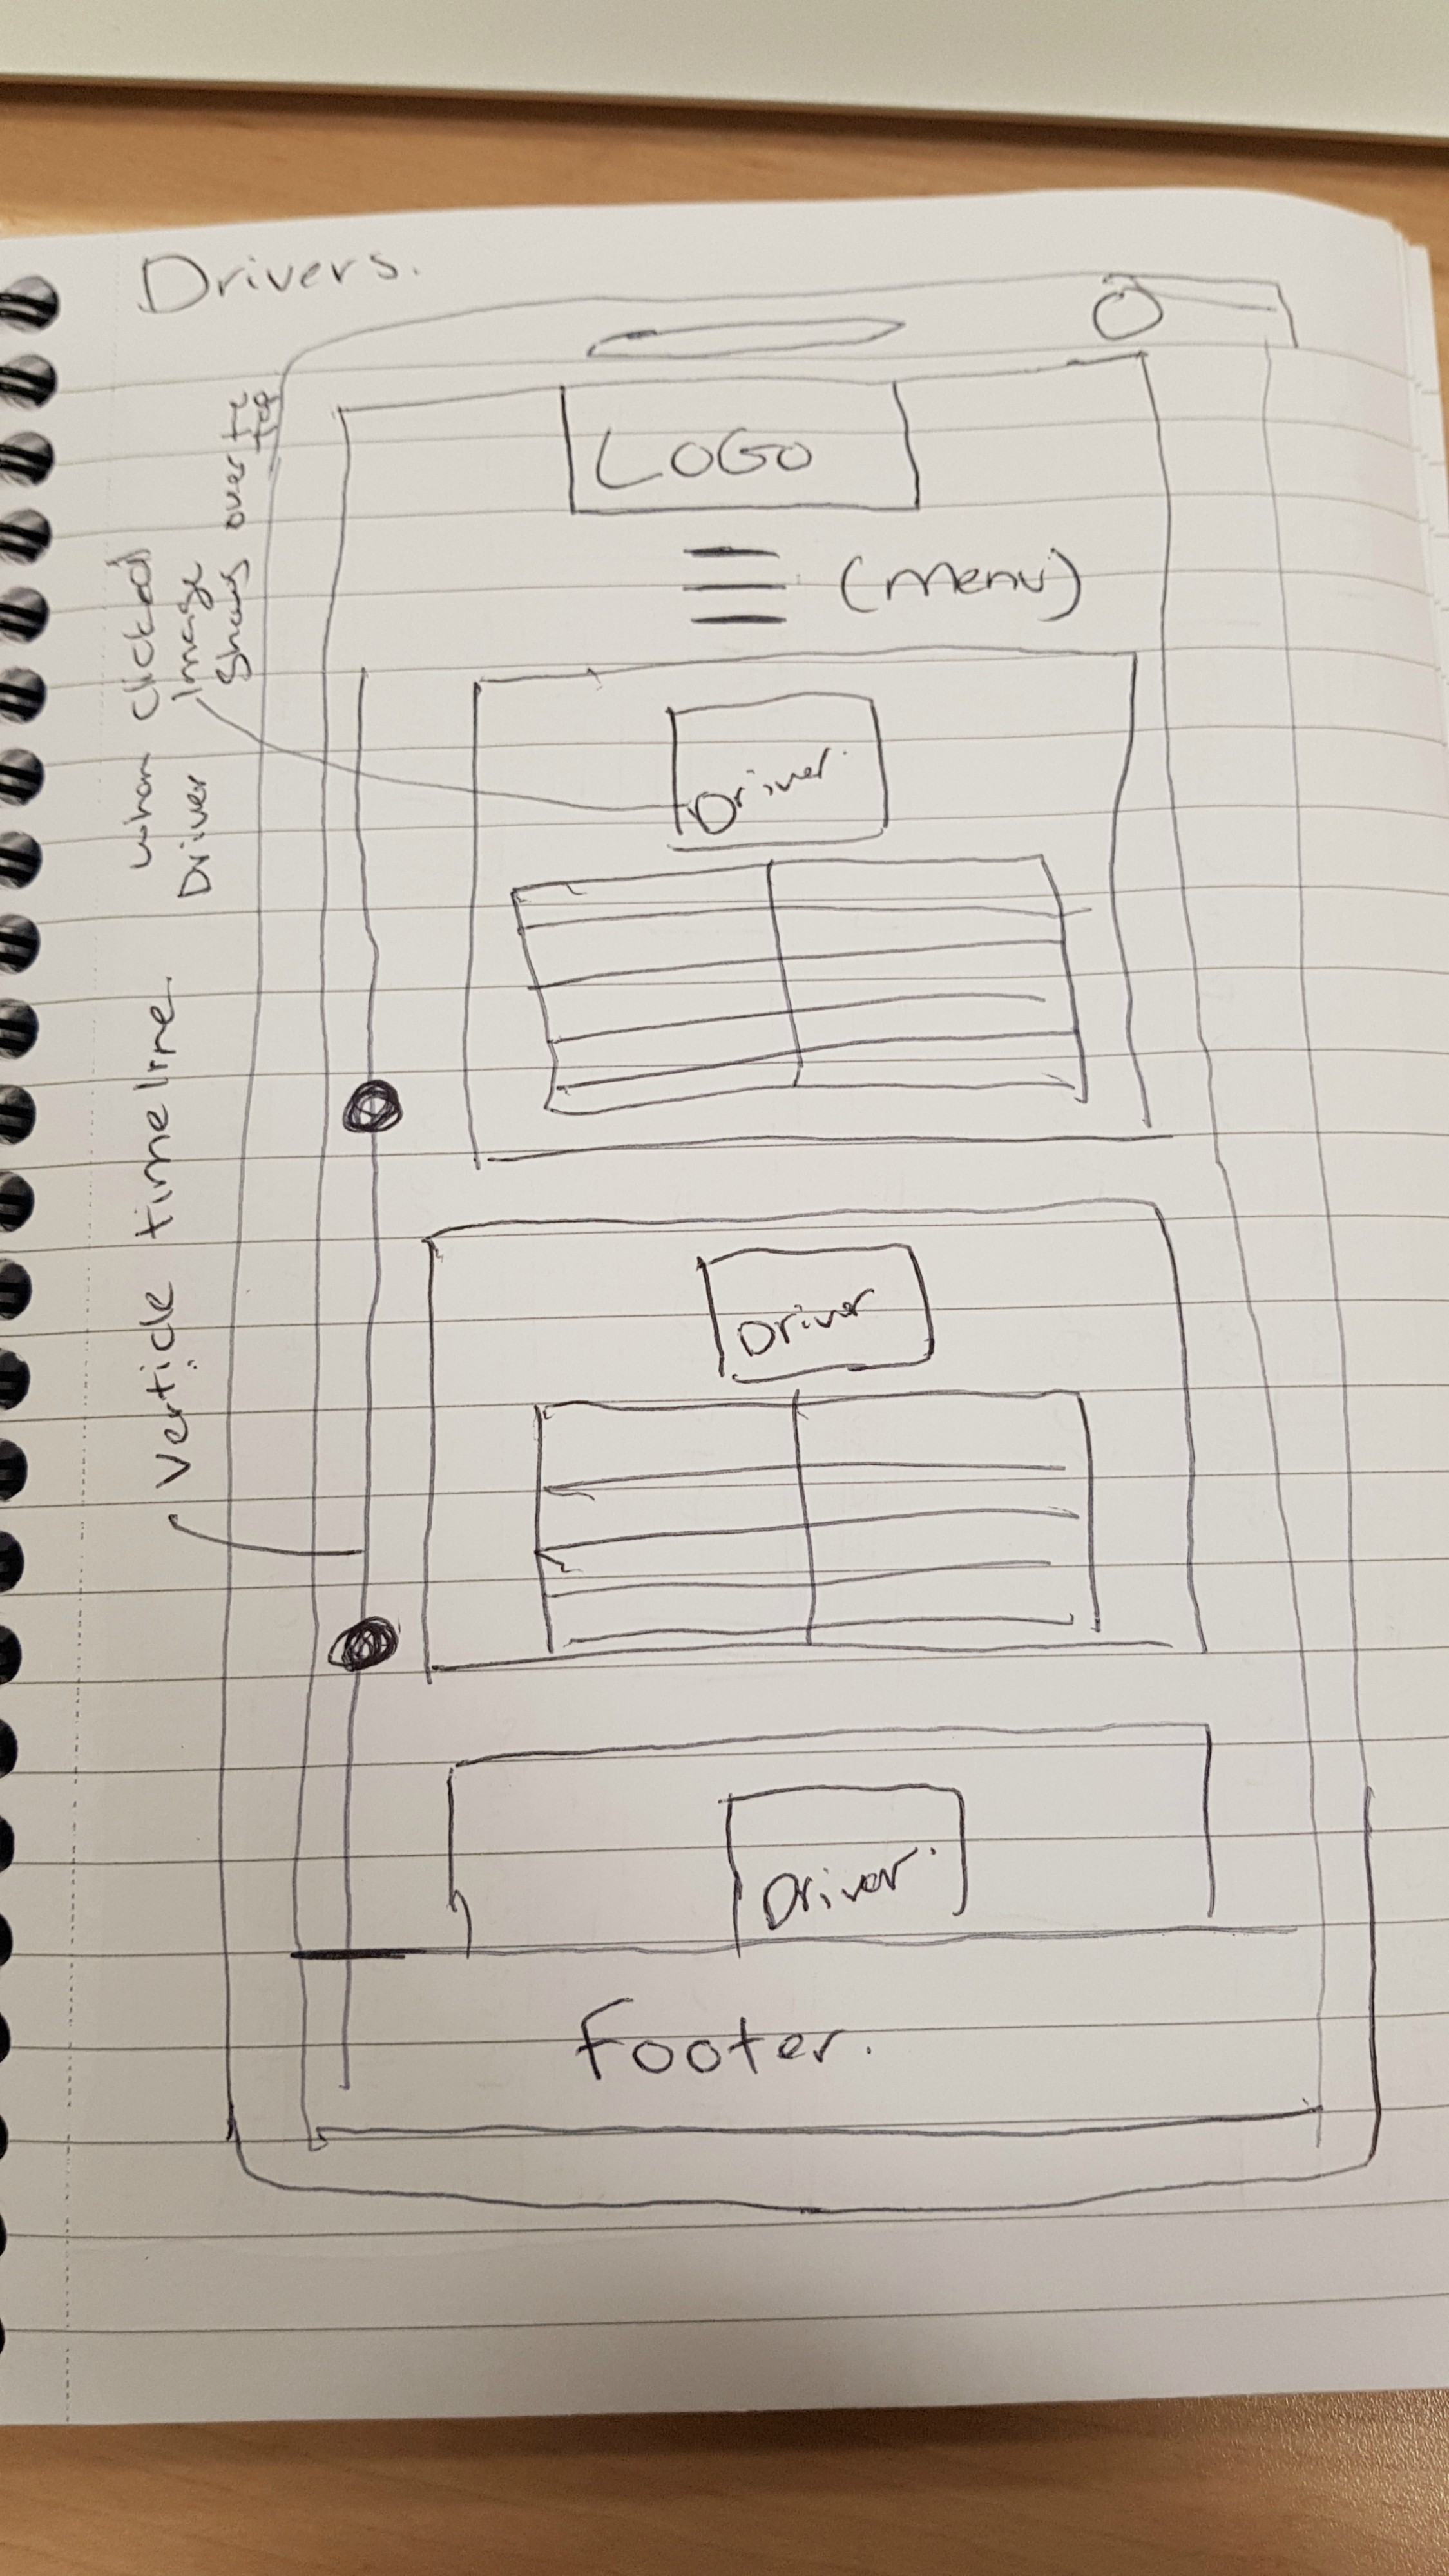 Drivers.
LOGO
(menu)
when clicked
Driver Image
shows over the
top
Driver.
Verticle timeline.
Driver
Driver.
Footer.